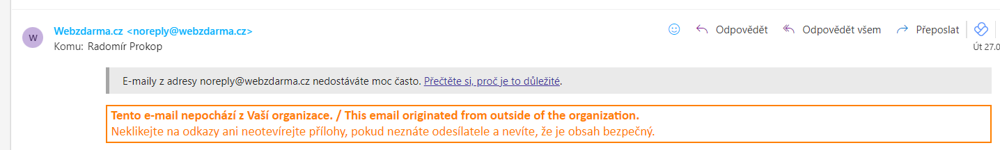 W
Webzdarma.cz <noreply@webzdarma.cz>
Komu: Radomír Prokop
Odpovědět
Odpovědět všem
Přeposlat
Út 27.0
E-maily z adresy noreply@webzdarma.cz nedostáváte moc často. Přečtěte si, proč je to důležité.
Tento e-mail nepochází z Vaší organizace. / This email originated from outside of the organization.
Neklikejte na odkazy ani neotevírejte přílohy, pokud neznáte odesílatele a nevíte, že je obsah bezpečný.